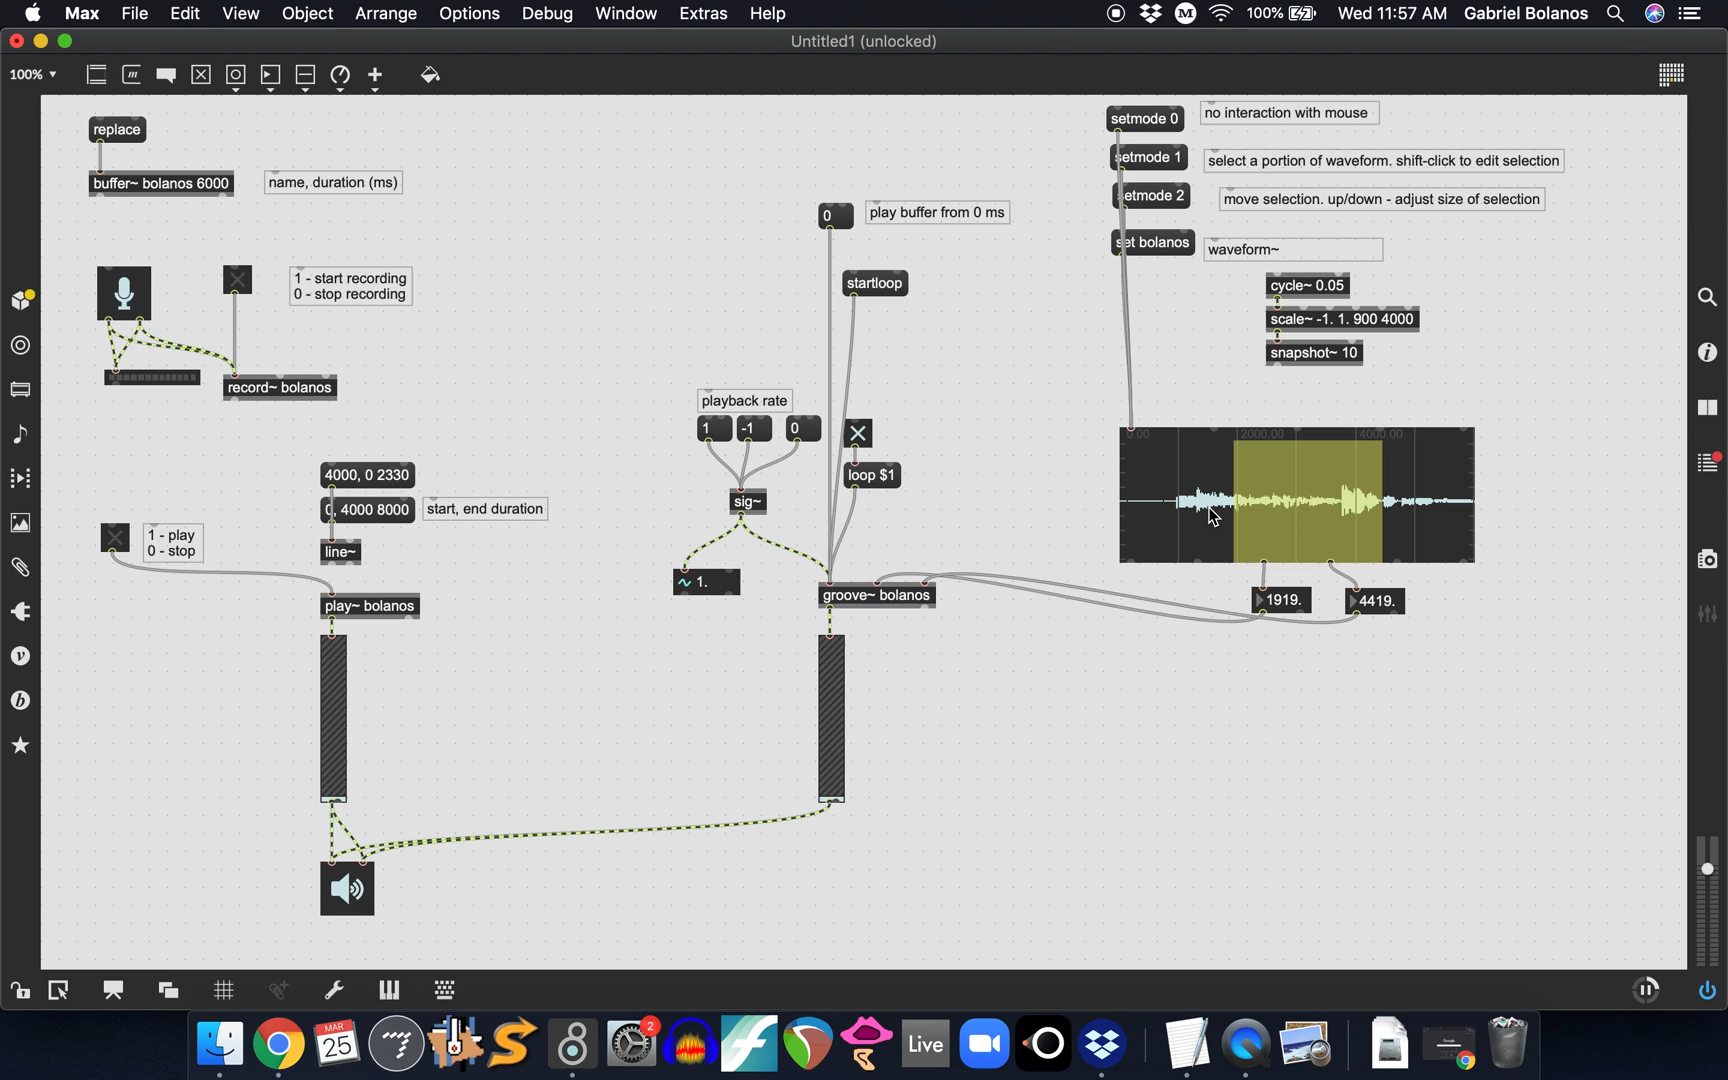 Max File Edit View Object Arrange Options Debug Window Extras Help
M 100% Wed 11:57 AM Gabriel Bolanos
Untitled1 (unlocked)
100%
m
replace
buffer~ bolanos 6000
name, duration (ms)
1 - start recording
0 - stop recording
record~ bolanos
4000, 0 2330
0, 4000 8000
start, end duration
line~
1 - play
0 - stop
play~ bolanos
0
play buffer from 0 ms
startloop
playback rate
1
-1
0
loop $1
sig~
1.
groove~ bolanos
setmode 0
no interaction with mouse
setmode 1
select a portion of waveform. shift-click to edit selection
setmode 2
move selection. up/down - adjust size of selection
set bolanos
waveform~
cycle~ 0.05
scale~ -1. 1. 900 4000
snapshot~ 10
0.00
2000.00
4000.00
1919.
4419.
v
b
MAR
25
8
2
Live
Google